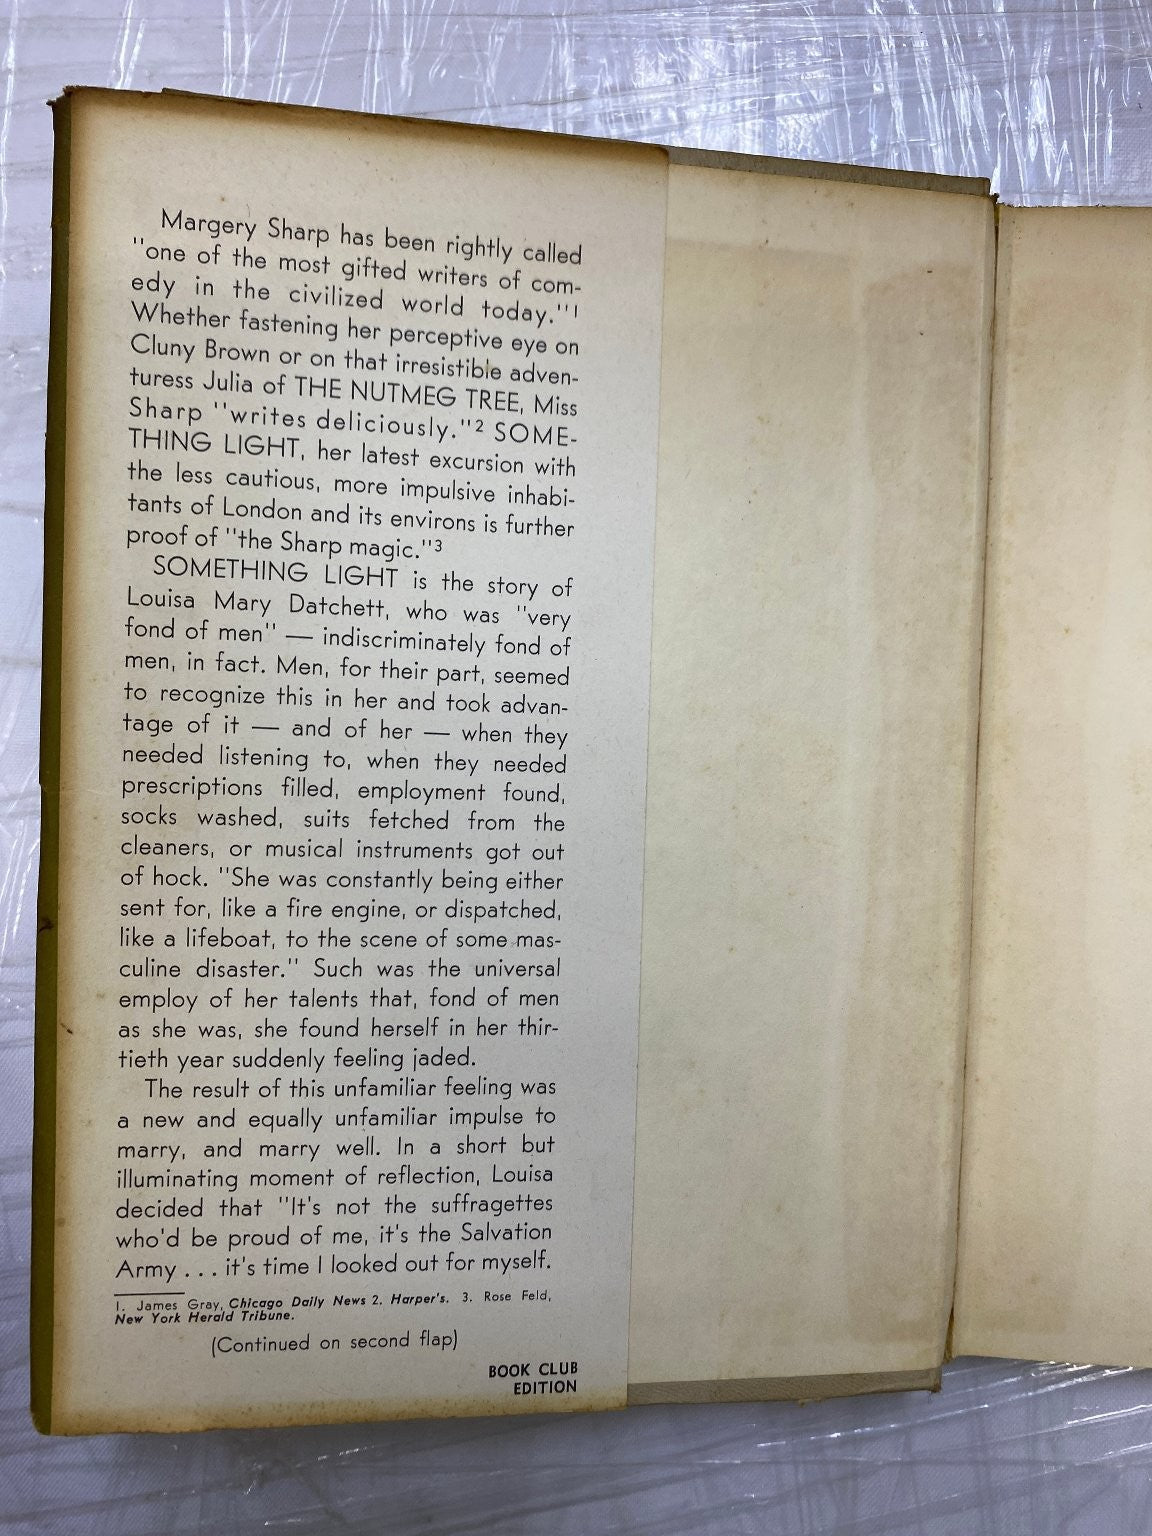 Margery Sharp has been rightly called
"one of the most gifted writers of com-
edy in the civilized world today."1
Whether fastening her perceptive eye on
Cluny Brown or on that irresistible adven-
turess Julia of THE NUTMEG TREE, Miss
Sharp "writes deliciously."2 SOME-
THING LIGHT, her latest excursion with
the less cautious, more impulsive inhabi-
tants of London and its environs is further
proof of "the Sharp magic."3
SOMETHING LIGHT is the story of
Louisa Mary Datchett, who was "very
fond of men" — indiscriminately fond of
men, in fact. Men, for their part, seemed
to recognize this in her and took advan-
tage of it — and of her — when they
needed listening to, when they needed
prescriptions filled, employment found,
socks washed, suits fetched from the
cleaners, or musical instruments got out
of hock. "She was constantly being either
sent for, like a fire engine, or dispatched,
like a lifeboat, to the scene of some mas-
culine disaster." Such was the universal
employ of her talents that, fond of men
as she was, she found herself in her thir-
tieth year suddenly feeling jaded.
The result of this unfamiliar feeling was
a new and equally unfamiliar impulse to
marry, and marry well. In a short but
illuminating moment of reflection, Louisa
decided that "It's not the suffragettes
who'd be proud of me, it's the Salvation
Army . . . it's time I looked out for myself.
1. James Gray, Chicago Daily News 2. Harper's. 3. Rose Feld,
New York Herald Tribune.
(Continued on second flap)
BOOK CLUB
EDITION